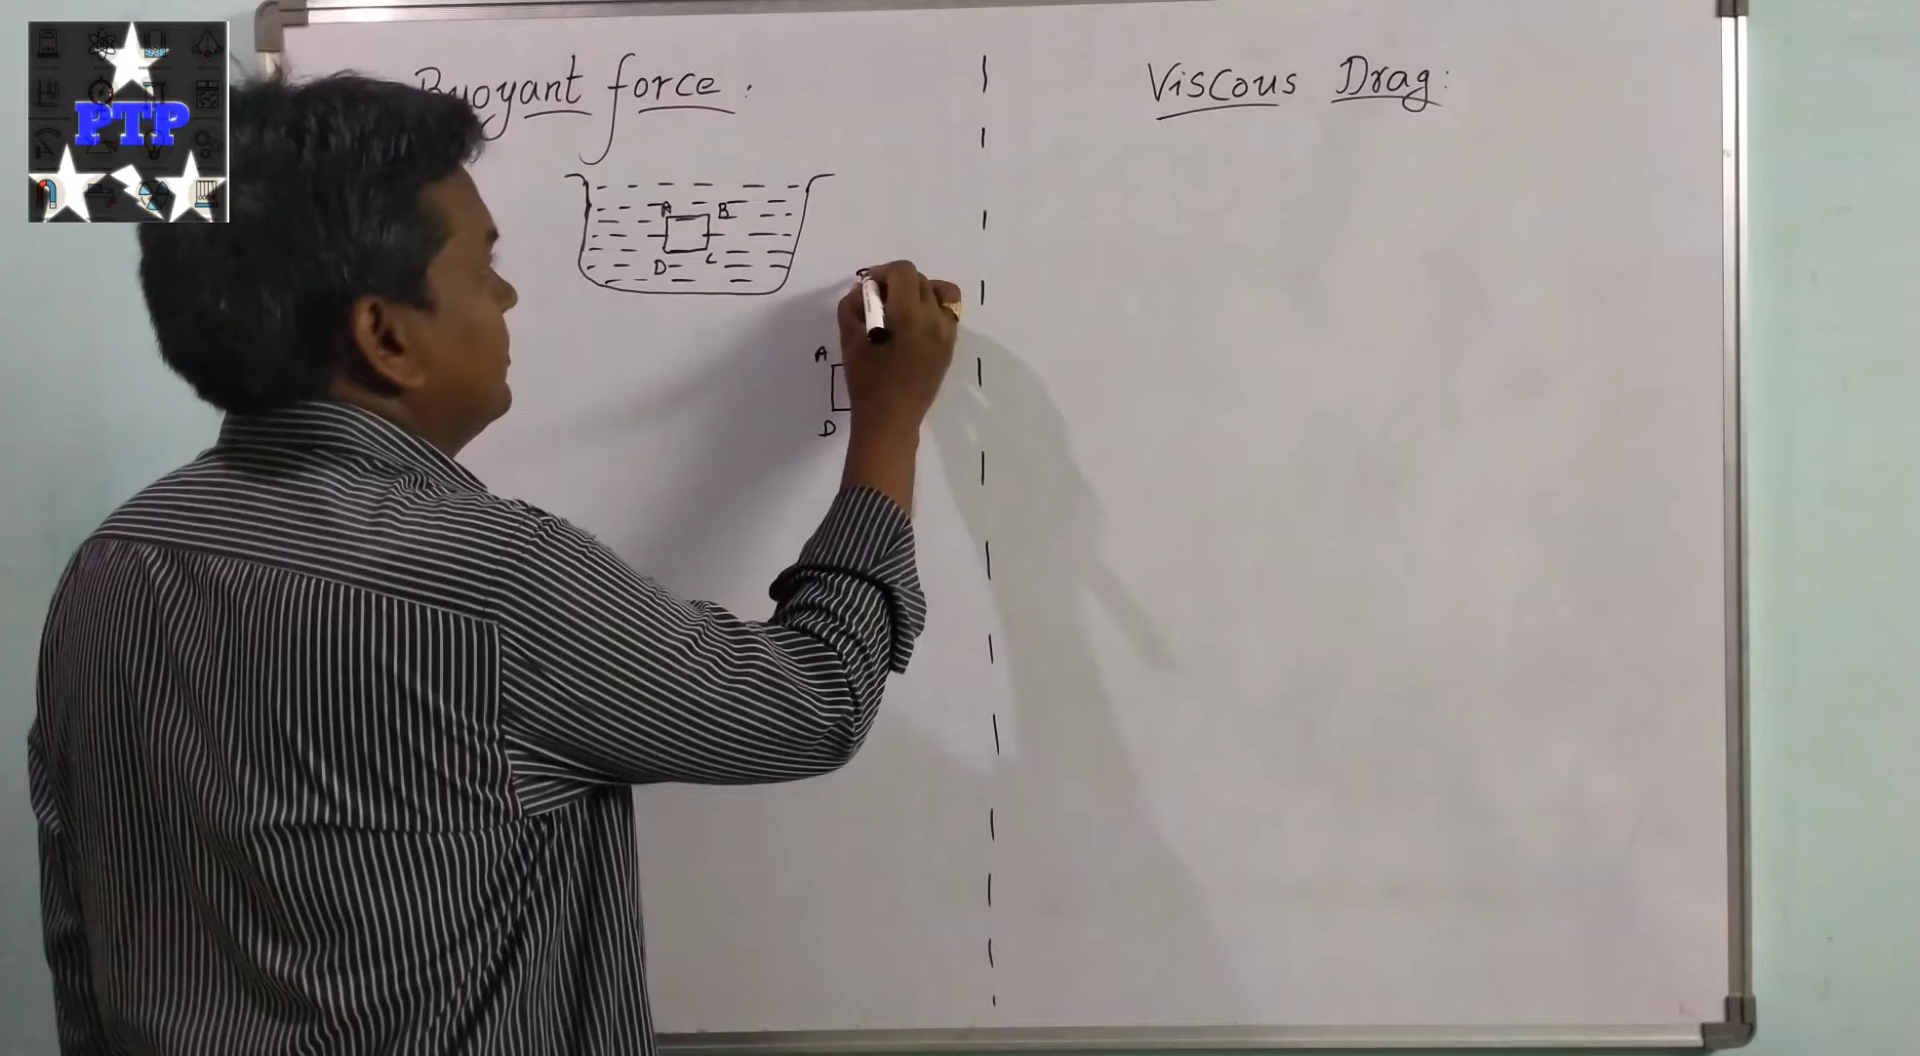 PTP
Buoyant force :
Viscous Drag :
A B
D C
A
D